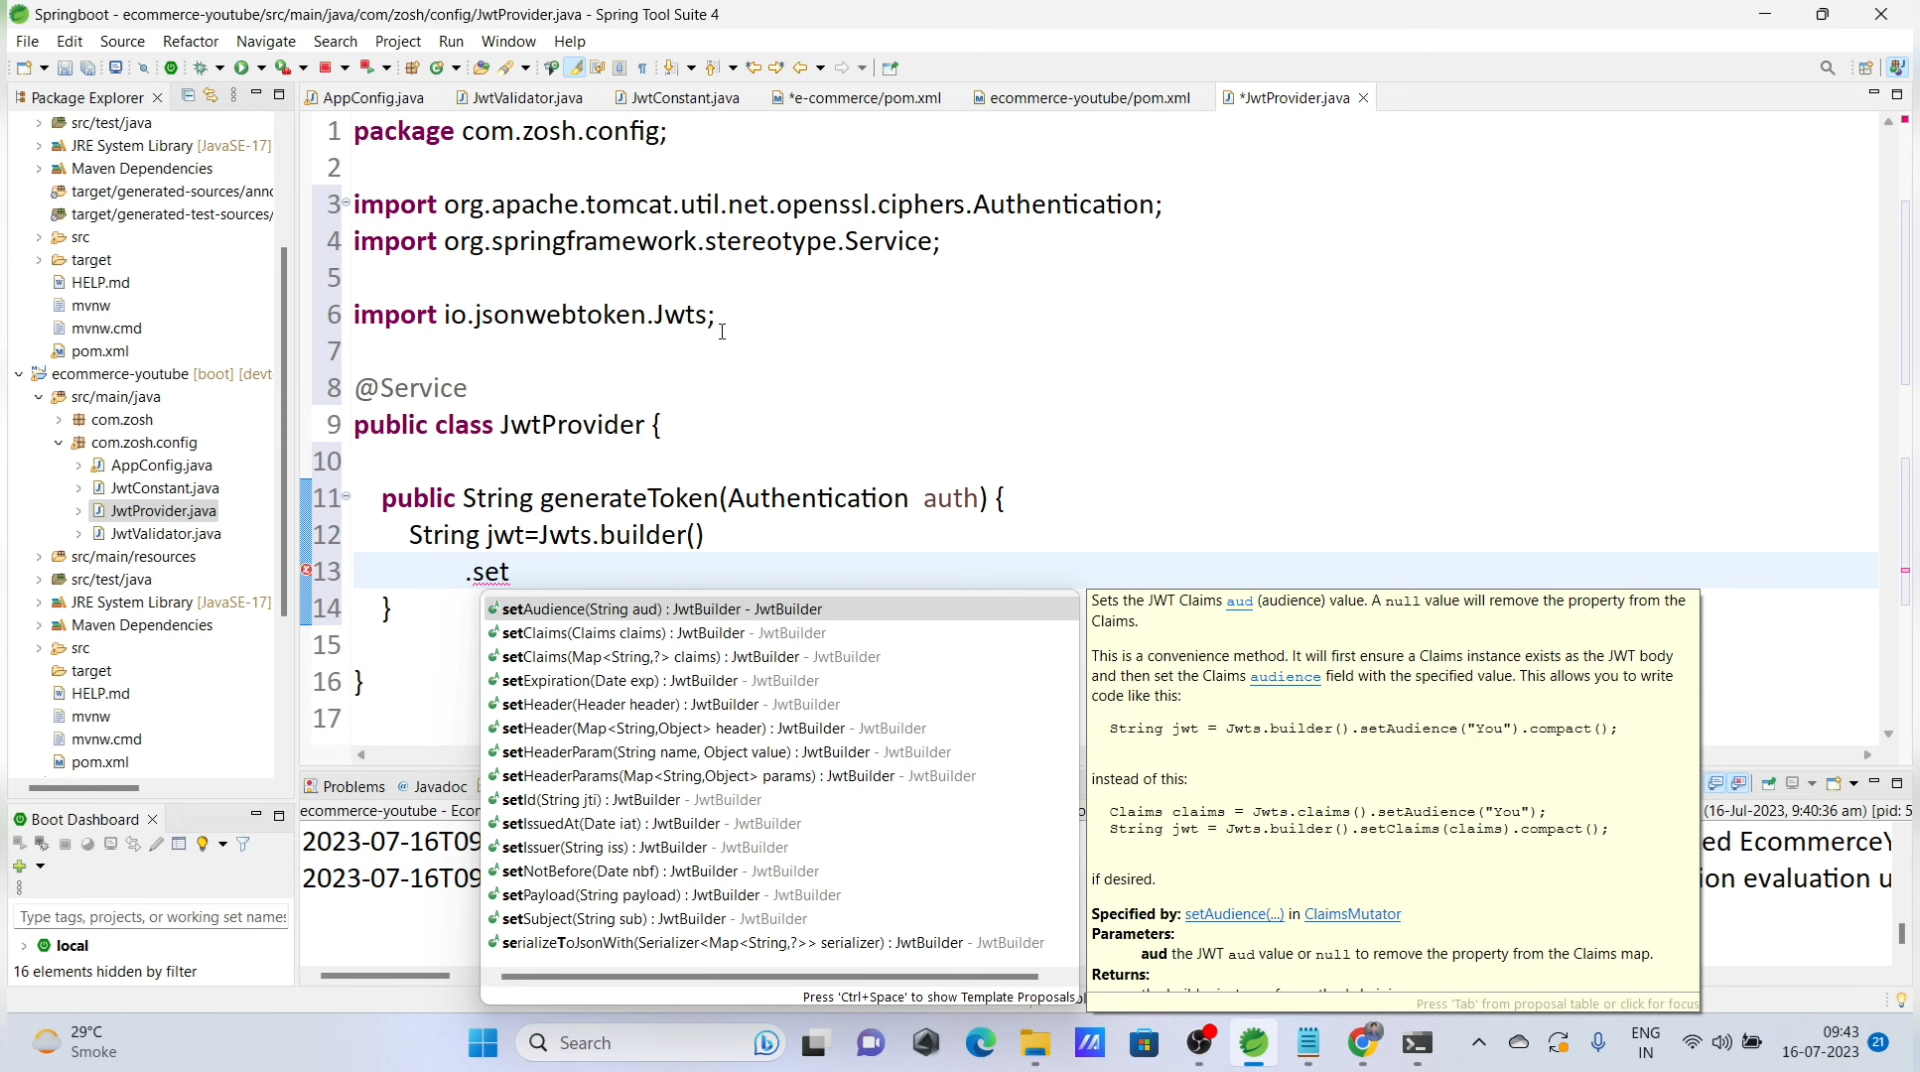 Springboot - ecommerce-youtube/src/main/java/com/zosh/config/JwtProvider.java - Spring Tool Suite 4
File Edit Source Refactor Navigate Search Project Run Window Help
Package Explorer
AppConfig.java JwtValidator.java JwtConstant.java *e-commerce/pom.xml ecommerce-youtube/pom.xml *JwtProvider.java
src/test/java
JRE System Library [JavaSE-17]
Maven Dependencies
target/generated-sources/anno
target/generated-test-sources/
src
target
HELP.md
mvnw
mvnw.cmd
pom.xml
ecommerce-youtube [boot] [devt
src/main/java
com.zosh
com.zosh.config
AppConfig.java
JwtConstant.java
JwtProvider.java
JwtValidator.java
src/main/resources
src/test/java
JRE System Library [JavaSE-17]
Maven Dependencies
src
target
HELP.md
mvnw
mvnw.cmd
pom.xml
1 package com.zosh.config;
2
3 import org.apache.tomcat.util.net.openssl.ciphers.Authentication;
4 import org.springframework.stereotype.Service;
5
6 import io.jsonwebtoken.Jwts;
7
8 @Service
9 public class JwtProvider {
10
11 public String generateToken(Authentication auth) {
12 String jwt=Jwts.builder()
13 .set
14 }
15
16 }
17
setAudience(String aud) : JwtBuilder - JwtBuilder
setClaims(Claims claims) : JwtBuilder - JwtBuilder
setClaims(Map<String,?> claims) : JwtBuilder - JwtBuilder
setExpiration(Date exp) : JwtBuilder - JwtBuilder
setHeader(Header header) : JwtBuilder - JwtBuilder
setHeader(Map<String,Object> header) : JwtBuilder - JwtBuilder
setHeaderParam(String name, Object value) : JwtBuilder - JwtBuilder
setHeaderParams(Map<String,Object> params) : JwtBuilder - JwtBuilder
setId(String jti) : JwtBuilder - JwtBuilder
setIssuedAt(Date iat) : JwtBuilder - JwtBuilder
setIssuer(String iss) : JwtBuilder - JwtBuilder
setNotBefore(Date nbf) : JwtBuilder - JwtBuilder
setPayload(String payload) : JwtBuilder - JwtBuilder
setSubject(String sub) : JwtBuilder - JwtBuilder
serializeToJsonWith(Serializer<Map<String,?>> serializer) : JwtBuilder - JwtBuilder
Press 'Ctrl+Space' to show Template Proposals
Sets the JWT Claims aud (audience) value. A null value will remove the property from the
Claims.
This is a convenience method. It will first ensure a Claims instance exists as the JWT body
and then set the Claims audience field with the specified value. This allows you to write
code like this:
String jwt = Jwts.builder().setAudience("You").compact();
instead of this:
Claims claims = Jwts.claims().setAudience("You");
String jwt = Jwts.builder().setClaims(claims).compact();
if desired.
Specified by: setAudience(...) in ClaimsMutator
Parameters:
aud the JWT aud value or null to remove the property from the Claims map.
Returns:
Press 'Tab' from proposal table or click for focus
Problems @ Javadoc
ecommerce-youtube - Ecor
(16-Jul-2023, 9:40:36 am) [pid: 5
2023-07-16T09
ed EcommerceY
2023-07-16T09
ion evaluation u
Boot Dashboard
Type tags, projects, or working set names
local
16 elements hidden by filter
29°C
Smoke
Search
ENG
IN
09:43
16-07-2023
21